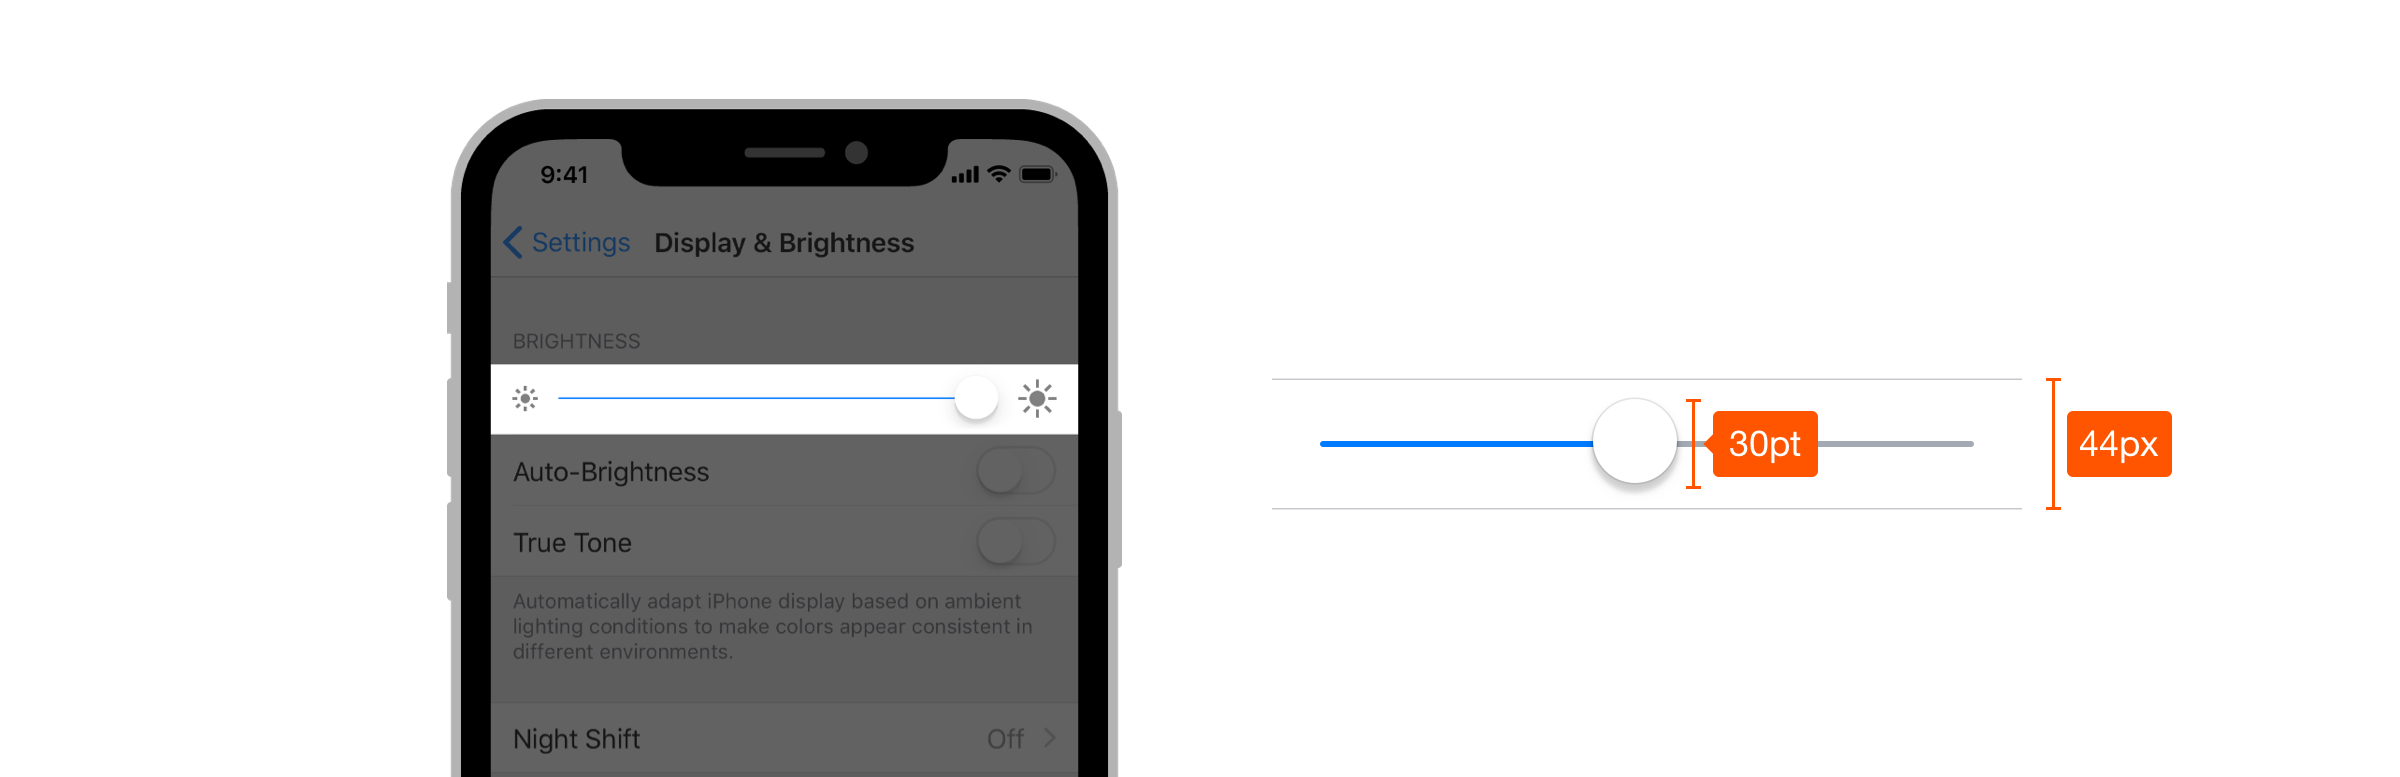 9:41
Settings Display & Brightness
BRIGHTNESS
Auto-Brightness
True Tone
Automatically adapt iPhone display based on ambient
lighting conditions to make colors appear consistent in
different environments.
Night Shift Off
30pt
44px